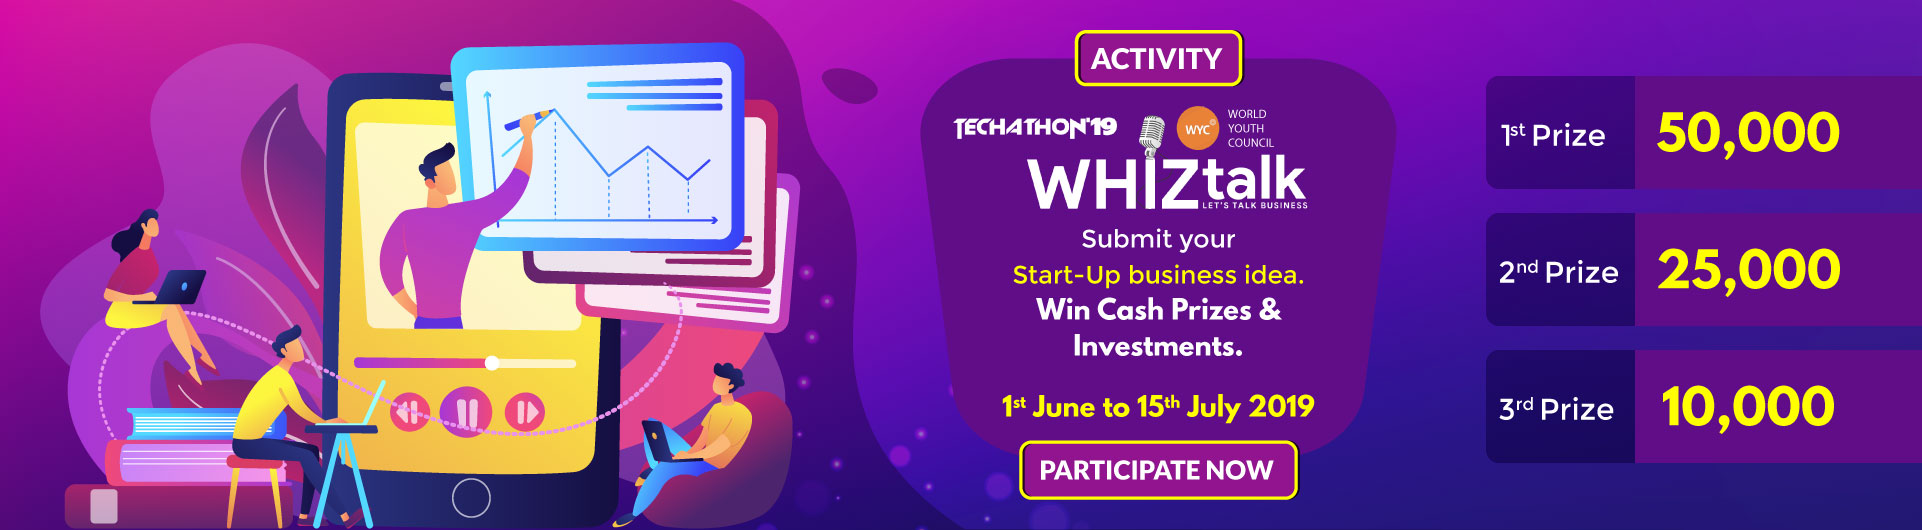 ACTIVITY
TECHATHON'19
WYC
WORLD
YOUTH
COUNCIL
WHIZtalk
LET'S TALK BUSINESS
Submit your
Start-Up business idea.
Win Cash Prizes &
Investments.
1st June to 15th July 2019
PARTICIPATE NOW
1st Prize 50,000
2nd Prize 25,000
3rd Prize 10,000